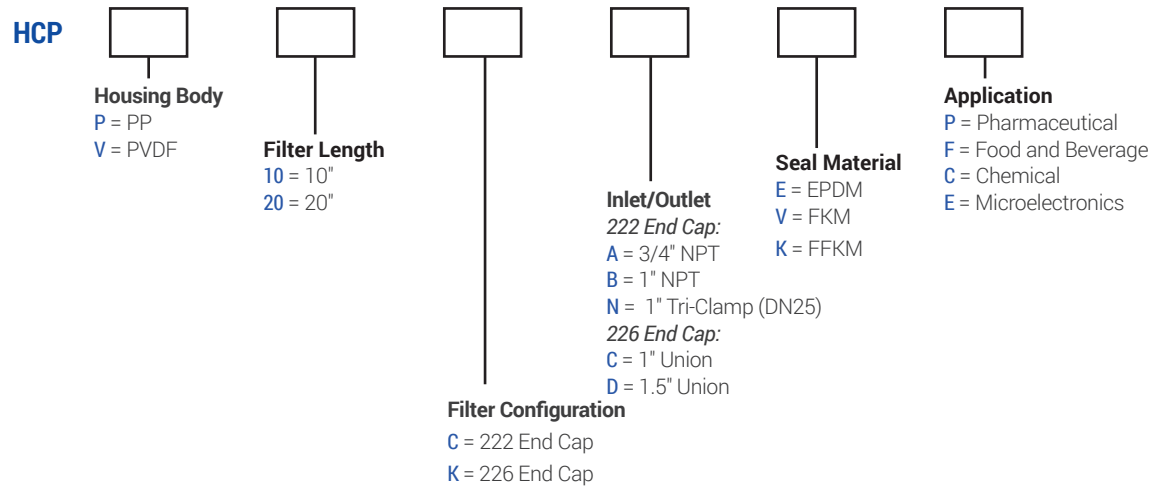 HCP
Housing Body
P = PP
V = PVDF
Filter Length
10 = 10"
20 = 20"
Filter Configuration
C = 222 End Cap
K = 226 End Cap
Inlet/Outlet
222 End Cap:
A = 3/4" NPT
B = 1" NPT
N = 1" Tri-Clamp (DN25)
226 End Cap:
C = 1" Union
D = 1.5" Union
Seal Material
E = EPDM
V = FKM
K = FFKM
Application
P = Pharmaceutical
F = Food and Beverage
C = Chemical
E = Microelectronics